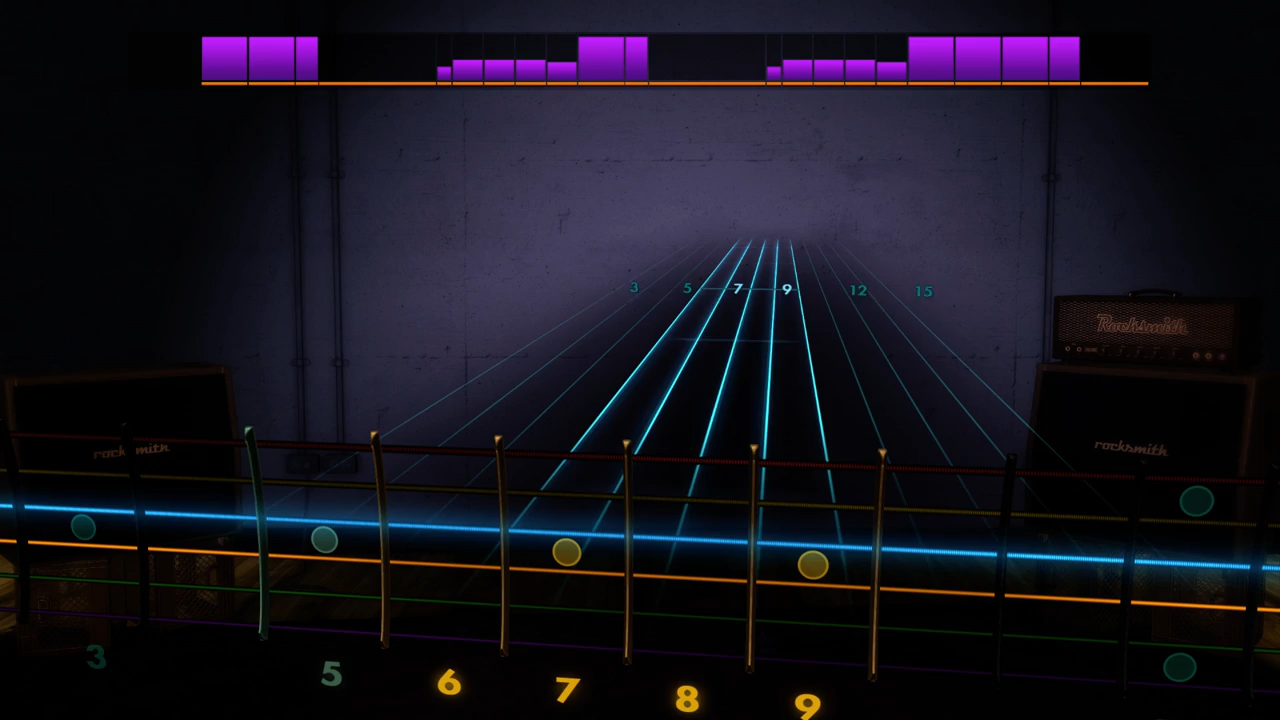 3 5 7 9 12 15
Rocksmith
rocksmith
rocksmith
3 5 6 7 8 9